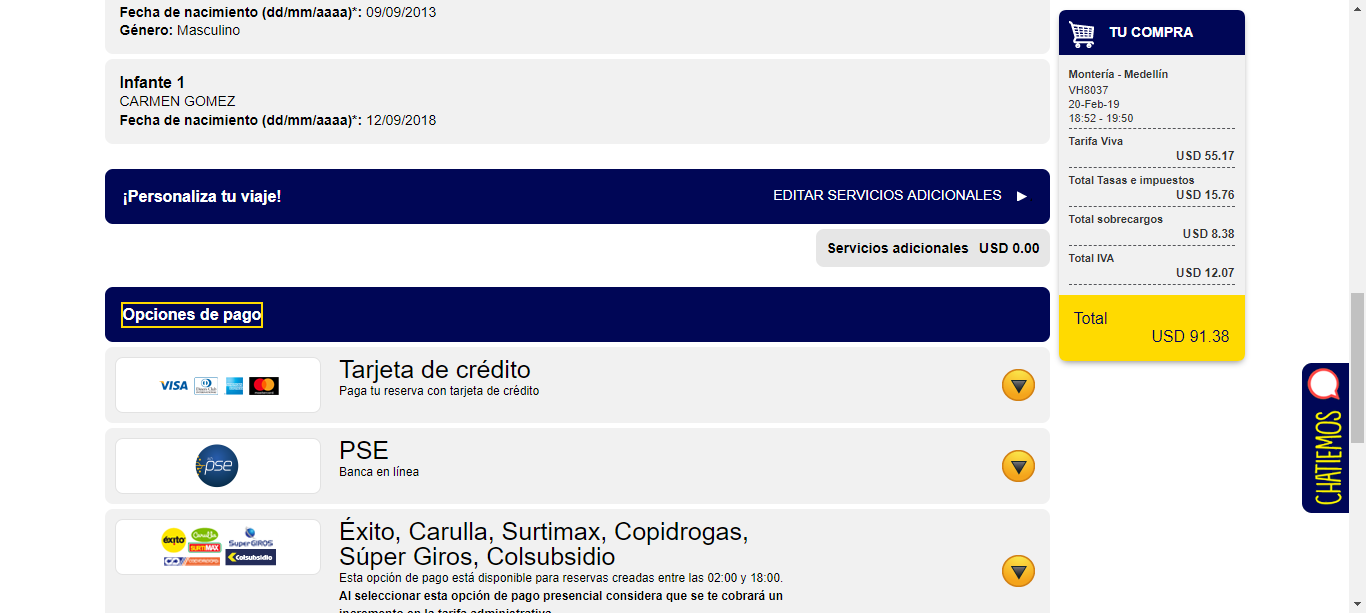 Fecha de nacimiento (dd/mm/aaaa)*: 09/09/2013
Género: Masculino
Infante 1
CARMEN GOMEZ
Fecha de nacimiento (dd/mm/aaaa)*: 12/09/2018
¡Personaliza tu viaje!
EDITAR SERVICIOS ADICIONALES
Servicios adicionales USD 0.00
Opciones de pago
VISA
Tarjeta de crédito
Paga tu reserva con tarjeta de crédito
pse
PSE
Banca en línea
éxito
Carulla
SURTIMAX
SuperGIROS
Colsubsidio
Éxito, Carulla, Surtimax, Copidrogas,
Súper Giros, Colsubsidio
Esta opción de pago está disponible para reservas creadas entre las 02:00 y 18:00.
Al seleccionar esta opción de pago presencial considera que se te cobrará un
incremento en la tarifa administrativa
TU COMPRA
Montería - Medellín
VH8037
20-Feb-19
18:52 - 19:50
Tarifa Viva
USD 55.17
Total Tasas e impuestos
USD 15.76
Total sobrecargos
USD 8.38
Total IVA
USD 12.07
Total
USD 91.38
CHATIEMOS